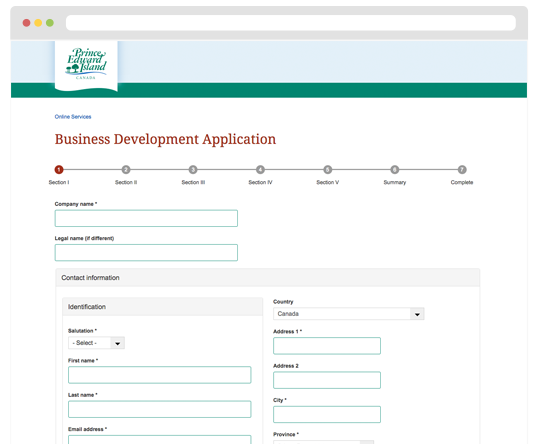 Prince
Edward
Island
CANADA
Online Services
Business Development Application
1 2 3 4 5 6 7
Section I Section II Section III Section IV Section V Summary Complete
Company name *
Legal name (if different)
Contact information
Identification
Salutation *
- Select -
First name *
Last name *
Email address *
Country
Canada
Address 1 *
Address 2
City *
Province *